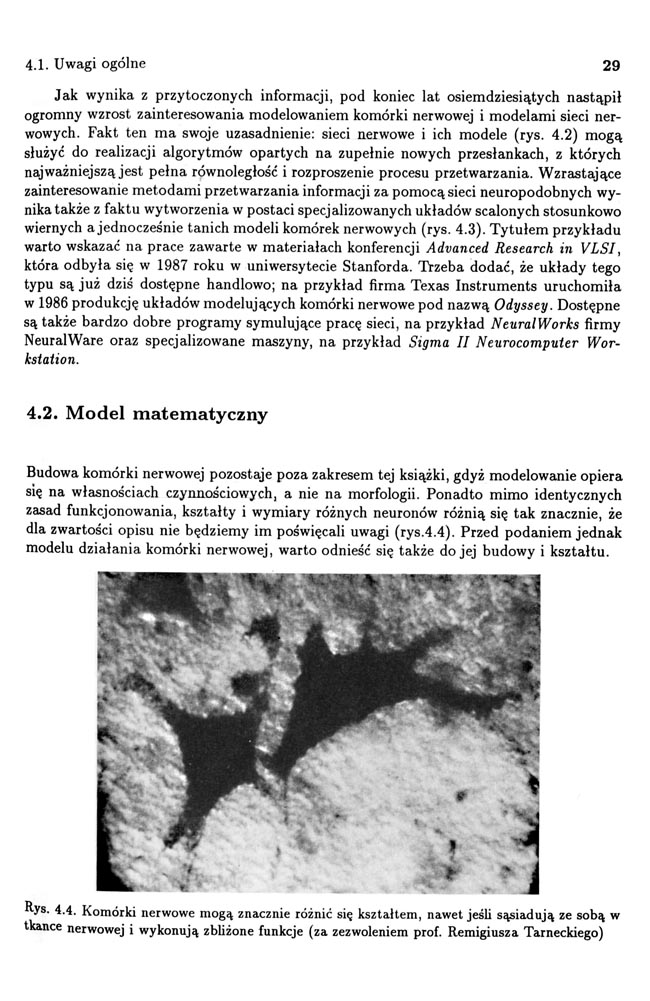 4.1. Uwagi ogólne 29
Jak wynika z przytoczonych informacji, pod koniec lat osiemdziesiątych nastąpił
ogromny wzrost zainteresowania modelowaniem komórki nerwowej i modelami sieci ner-
wowych. Fakt ten ma swoje uzasadnienie: sieci nerwowe i ich modele (rys. 4.2) mogą
służyć do realizacji algorytmów opartych na zupełnie nowych przesłankach, z których
najważniejszą jest pełna równoległość i rozproszenie procesu przetwarzania. Wzrastające
zainteresowanie metodami przetwarzania informacji za pomocą sieci neuropodobnych wy-
nika także z faktu wytworzenia w postaci specjalizowanych układów scalonych stosunkowo
wiernych a jednocześnie tanich modeli komórek nerwowych (rys. 4.3). Tytułem przykładu
warto wskazać na prace zawarte w materiałach konferencji Advanced Research in VLSI,
która odbyła się w 1987 roku w uniwersytecie Stanforda. Trzeba dodać, że układy tego
typu są już dziś dostępne handlowo; na przykład firma Texas Instruments uruchomiła
w 1986 produkcję układów modelujących komórki nerwowe pod nazwą Odyssey. Dostępne
są także bardzo dobre programy symulujące pracę sieci, na przykład NeuralWorks firmy
NeuralWare oraz specjalizowane maszyny, na przykład Sigma II Neurocomputer Wor-
kstation.
4.2. Model matematyczny
Budowa komórki nerwowej pozostaje poza zakresem tej książki, gdyż modelowanie opiera
się na własnościach czynnościowych, a nie na morfologii. Ponadto mimo identycznych
zasad funkcjonowania, kształty i wymiary różnych neuronów różnią się tak znacznie, że
dla zwartości opisu nie będziemy im poświęcali uwagi (rys.4.4). Przed podaniem jednak
modelu działania komórki nerwowej, warto odnieść się także do jej budowy i kształtu.
Rys. 4.4. Komórki nerwowe mogą znacznie różnić się kształtem, nawet jeśli sąsiadują ze sobą w
tkance nerwowej i wykonują zbliżone funkcje (za zezwoleniem prof. Remigiusza Tarneckiego)